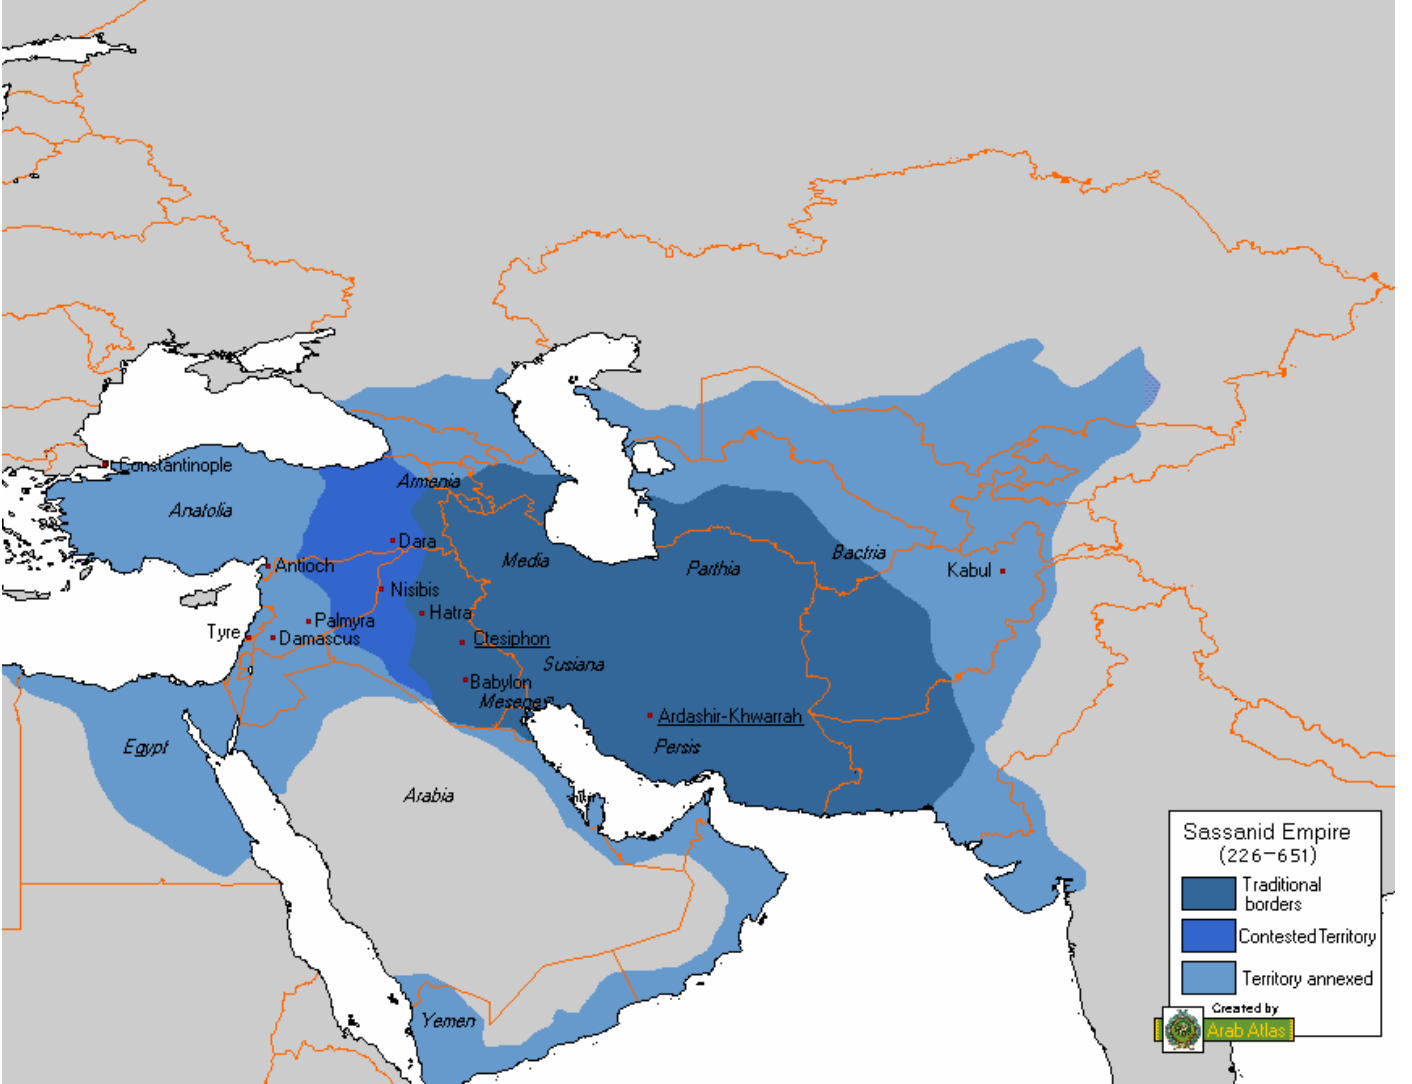 Constantinople
Anatolia
Armenia
Dara
Media
Parthia
Bactria
Antioch
Kabul
Nisibis
Hatra
Palmyra
Tyre
Damascus
Ctesiphon
Susiana
Babylon
Mesene
Ardashir-Khwarrah
Persis
Egypt
Arabia
Yemen
Sassanid Empire
(226-651)
Traditional
borders
Contested Territory
Territory annexed
Created by
Arab Atlas